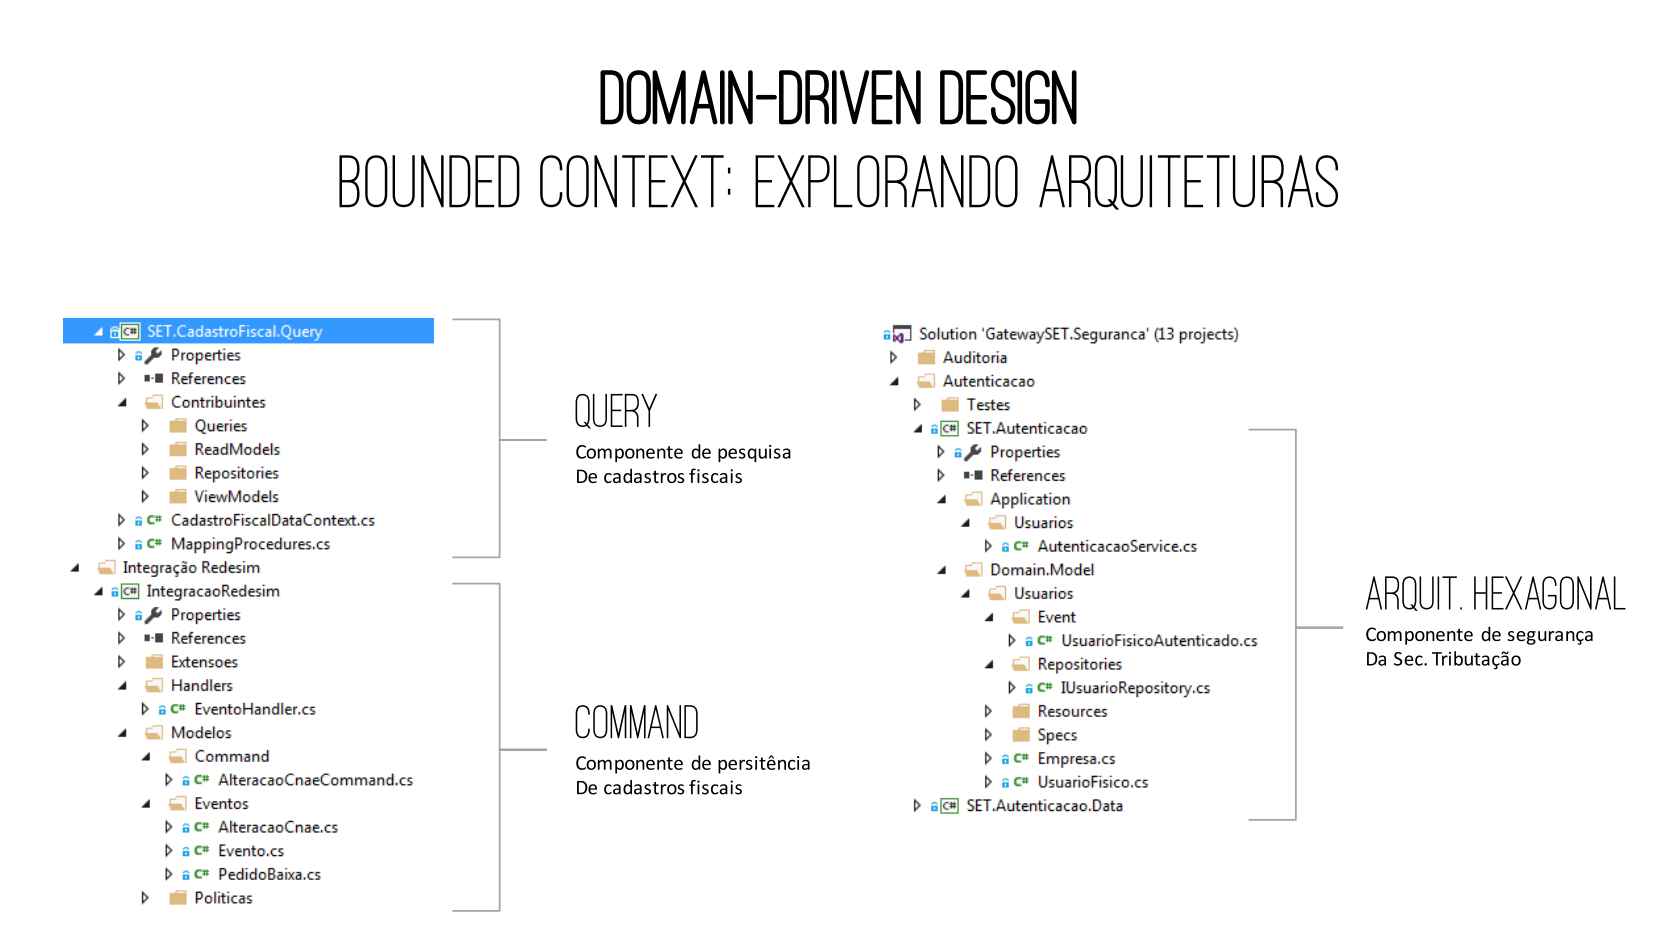 DOMAIN-DRIVEN DESIGN
BOUNDED CONTEXT: EXPLORANDO ARQUITETURAS
SET.CadastroFiscal.Query
Properties
References
Contribuintes
Queries
ReadModels
Repositories
ViewModels
CadastroFiscalDataContext.cs
MappingProcedures.cs
Integração Redesim
IntegracaoRedesim
Properties
References
Extensoes
Handlers
EventoHandler.cs
Modelos
Command
AlteracaoCnaeCommand.cs
Eventos
AlteracaoCnae.cs
Evento.cs
PedidoBaixa.cs
Politicas
QUERY
Componente de pesquisa
De cadastros fiscais
COMMAND
Componente de persitência
De cadastros fiscais
Solution 'GatewaySET.Seguranca' (13 projects)
Auditoria
Autenticacao
Testes
SET.Autenticacao
Properties
References
Application
Usuarios
AutenticacaoService.cs
Domain.Model
Usuarios
Event
UsuarioFisicoAutenticado.cs
Repositories
IUsuarioRepository.cs
Resources
Specs
Empresa.cs
UsuarioFisico.cs
SET.Autenticacao.Data
ARQUIT. HEXAGONAL
Componente de segurança
Da Sec. Tributação